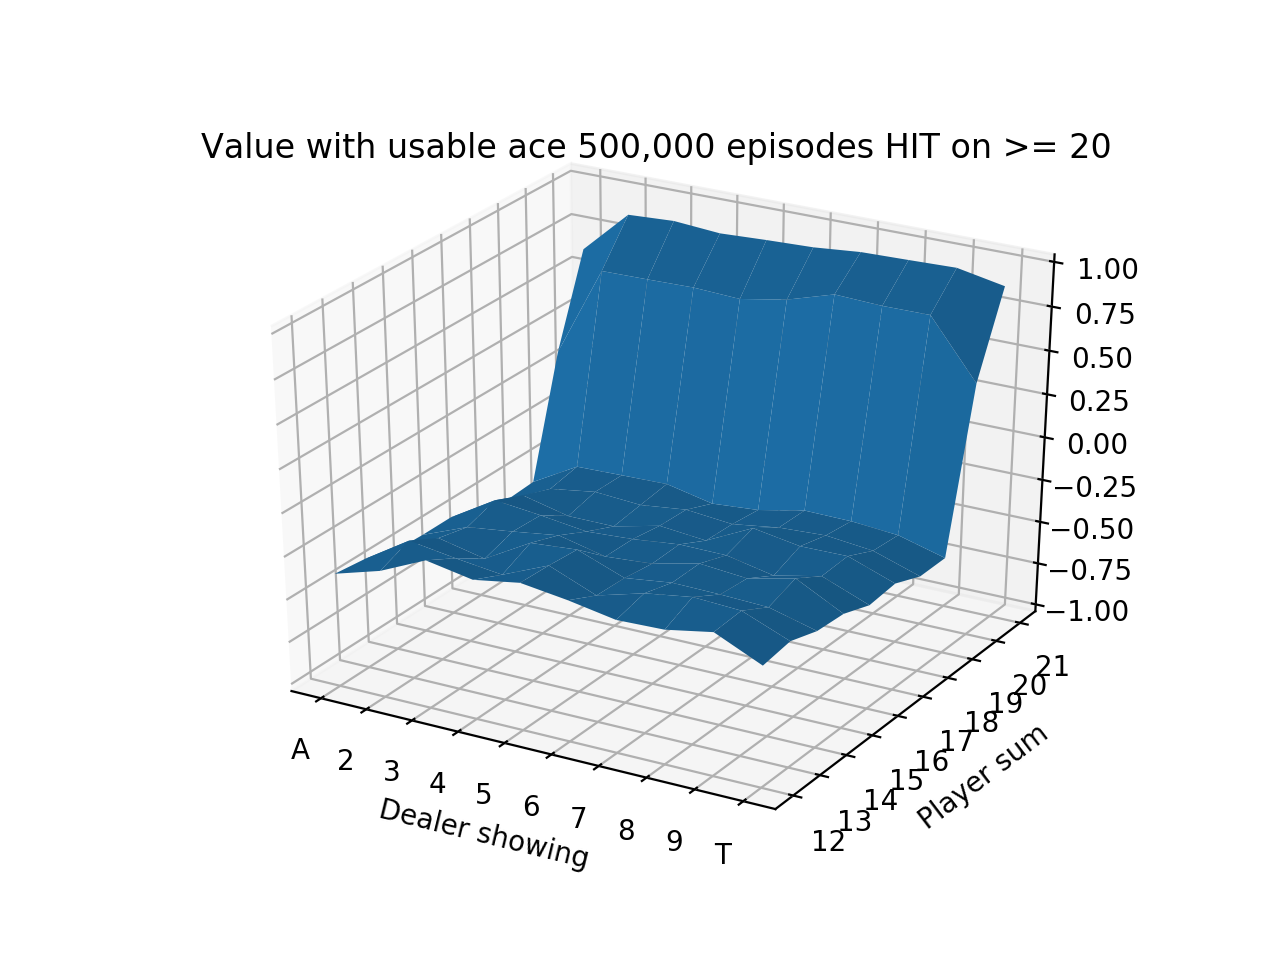 Value with usable ace 500,000 episodes HIT on >= 20
1.00
0.75
0.50
0.25
0.00
−0.25
−0.50
−0.75
−1.00
A 2 3 4 5 6 7 8 9 T
Dealer showing
12 13 14 15 16 17 18 19 20 21
Player sum